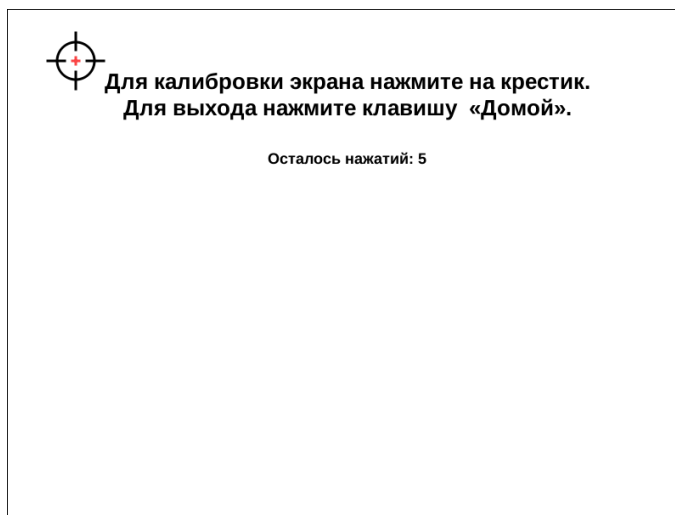 Для калибровки экрана нажмите на крестик.
Для выхода нажмите клавишу «Домой».
Осталось нажатий: 5